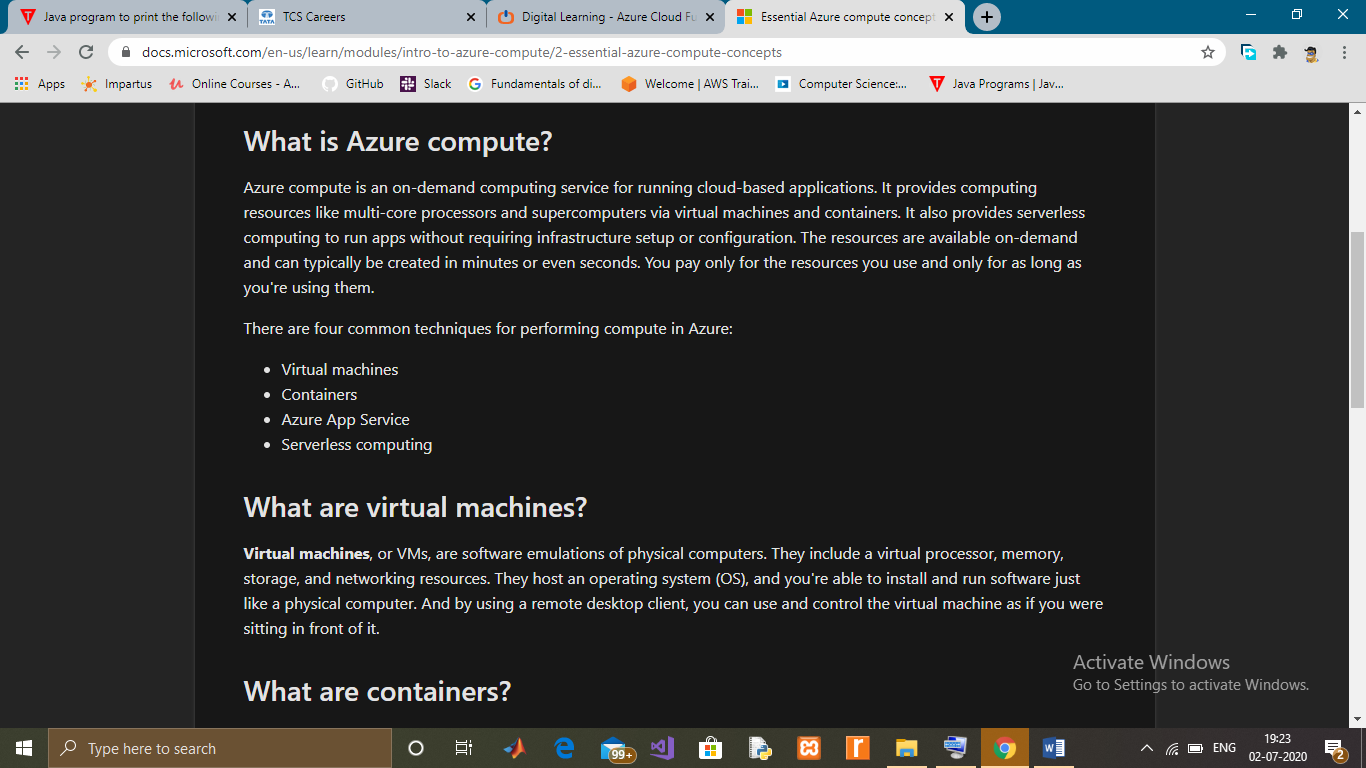 Java program to print the followi
TCS Careers
Digital Learning - Azure Cloud Fu
Essential Azure compute concept
docs.microsoft.com/en-us/learn/modules/intro-to-azure-compute/2-essential-azure-compute-concepts
Apps
Impartus
Online Courses - A...
GitHub
Slack
Fundamentals of di...
Welcome | AWS Trai...
Computer Science:...
Java Programs | Jav...
What is Azure compute?
Azure compute is an on-demand computing service for running cloud-based applications. It provides computing
resources like multi-core processors and supercomputers via virtual machines and containers. It also provides serverless
computing to run apps without requiring infrastructure setup or configuration. The resources are available on-demand
and can typically be created in minutes or even seconds. You pay only for the resources you use and only for as long as
you're using them.
There are four common techniques for performing compute in Azure:
• Virtual machines
• Containers
• Azure App Service
• Serverless computing
What are virtual machines?
Virtual machines, or VMs, are software emulations of physical computers. They include a virtual processor, memory,
storage, and networking resources. They host an operating system (OS), and you're able to install and run software just
like a physical computer. And by using a remote desktop client, you can use and control the virtual machine as if you were
sitting in front of it.
What are containers?
Activate Windows
Go to Settings to activate Windows.
Type here to search
99+
ENG
19:23
02-07-2020
2